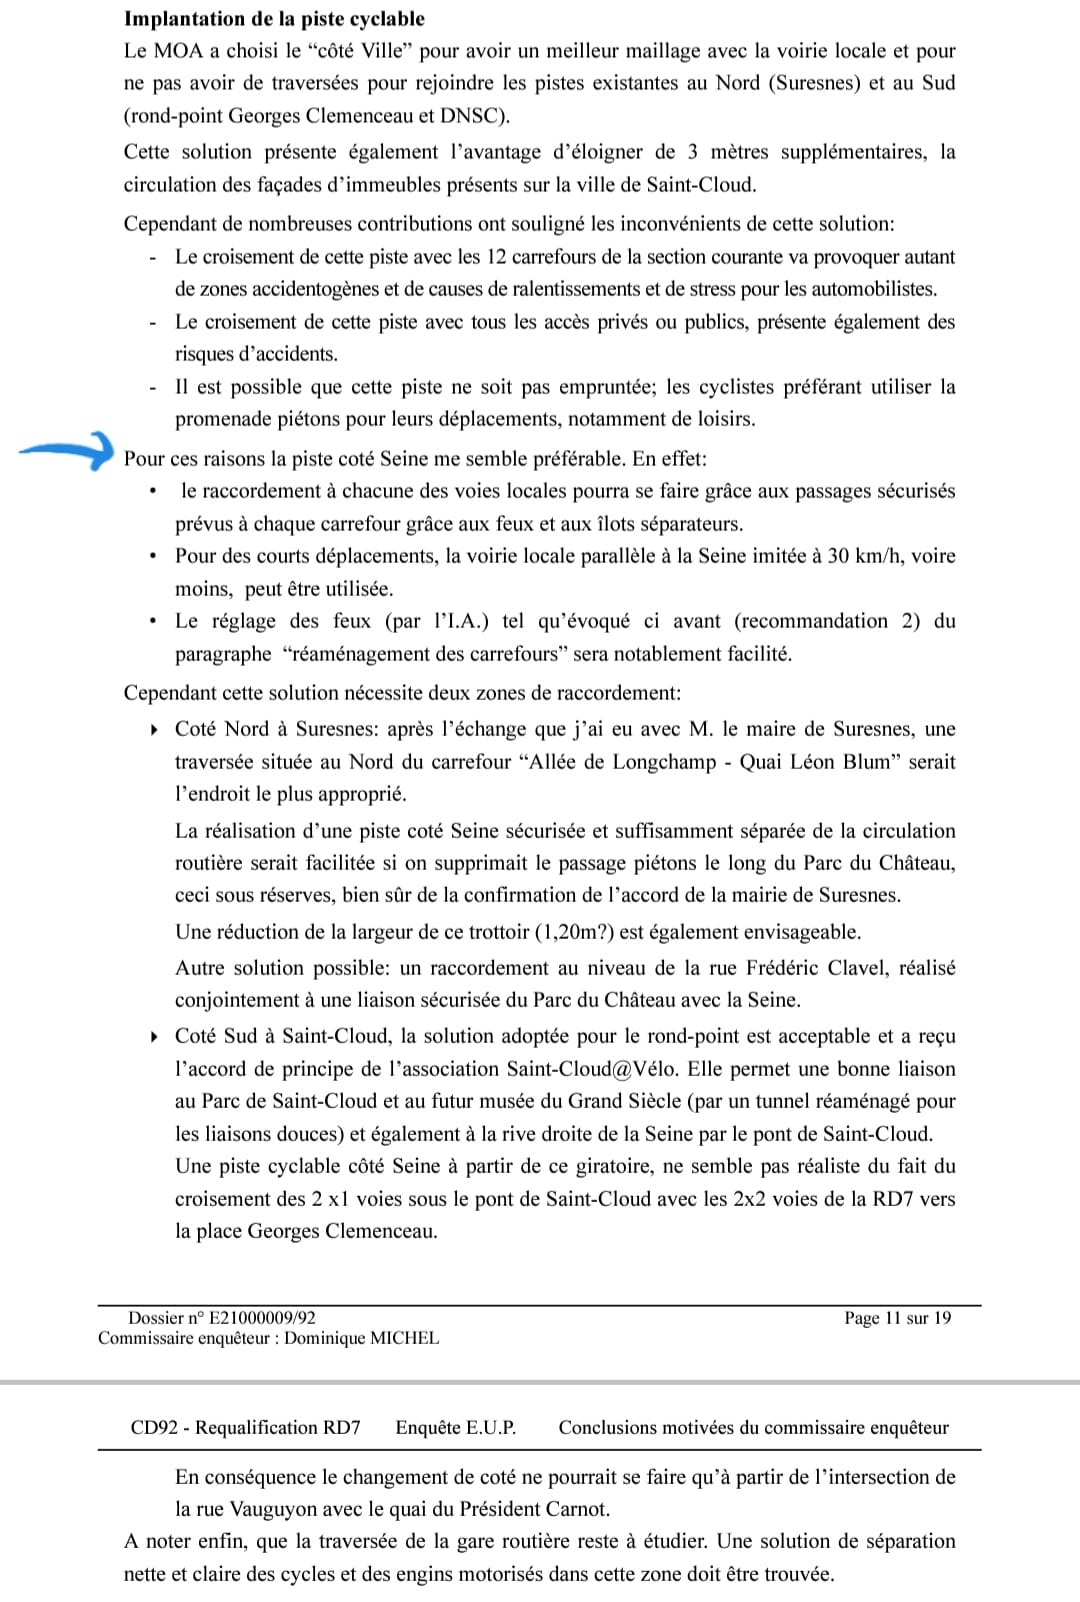 Implantation de la piste cyclable
Le MOA a choisi le “côté Ville” pour avoir un meilleur maillage avec la voirie locale et pour
ne pas avoir de traversées pour rejoindre les pistes existantes au Nord (Suresnes) et au Sud
(rond-point Georges Clemenceau et DNSC).
Cette solution présente également l’avantage d’éloigner de 3 mètres supplémentaires, la
circulation des façades d’immeubles présents sur la ville de Saint-Cloud.
Cependant de nombreuses contributions ont souligné les inconvénients de cette solution:
- Le croisement de cette piste avec les 12 carrefours de la section courante va provoquer autant
de zones accidentogènes et de causes de ralentissements et de stress pour les automobilistes.
- Le croisement de cette piste avec tous les accès privés ou publics, présente également des
risques d’accidents.
- Il est possible que cette piste ne soit pas empruntée; les cyclistes préférant utiliser la
promenade piétons pour leurs déplacements, notamment de loisirs.
Pour ces raisons la piste coté Seine me semble préférable. En effet:
• le raccordement à chacune des voies locales pourra se faire grâce aux passages sécurisés
prévus à chaque carrefour grâce aux feux et aux îlots séparateurs.
• Pour des courts déplacements, la voirie locale parallèle à la Seine imitée à 30 km/h, voire
moins, peut être utilisée.
• Le réglage des feux (par l’I.A.) tel qu’évoqué ci avant (recommandation 2) du
paragraphe “réaménagement des carrefours” sera notablement facilité.
Cependant cette solution nécessite deux zones de raccordement:
‣ Coté Nord à Suresnes: après l’échange que j’ai eu avec M. le maire de Suresnes, une
traversée située au Nord du carrefour “Allée de Longchamp - Quai Léon Blum” serait
l’endroit le plus approprié.
La réalisation d’une piste coté Seine sécurisée et suffisamment séparée de la circulation
routière serait facilitée si on supprimait le passage piétons le long du Parc du Château,
ceci sous réserves, bien sûr de la confirmation de l’accord de la mairie de Suresnes.
Une réduction de la largeur de ce trottoir (1,20m?) est également envisageable.
Autre solution possible: un raccordement au niveau de la rue Frédéric Clavel, réalisé
conjointement à une liaison sécurisée du Parc du Château avec la Seine.
‣ Coté Sud à Saint-Cloud, la solution adoptée pour le rond-point est acceptable et a reçu
l’accord de principe de l’association Saint-Cloud@Vélo. Elle permet une bonne liaison
au Parc de Saint-Cloud et au futur musée du Grand Siècle (par un tunnel réaménagé pour
les liaisons douces) et également à la rive droite de la Seine par le pont de Saint-Cloud.
Une piste cyclable côté Seine à partir de ce giratoire, ne semble pas réaliste du fait du
croisement des 2 x1 voies sous le pont de Saint-Cloud avec les 2x2 voies de la RD7 vers
la place Georges Clemenceau.
Dossier n° E21000009/92 Page 11 sur 19
Commissaire enquêteur : Dominique MICHEL
CD92 - Requalification RD7 Enquête E.U.P. Conclusions motivées du commissaire enquêteur
En conséquence le changement de coté ne pourrait se faire qu’à partir de l’intersection de
la rue Vauguyon avec le quai du Président Carnot.
A noter enfin, que la traversée de la gare routière reste à étudier. Une solution de séparation
nette et claire des cycles et des engins motorisés dans cette zone doit être trouvée.